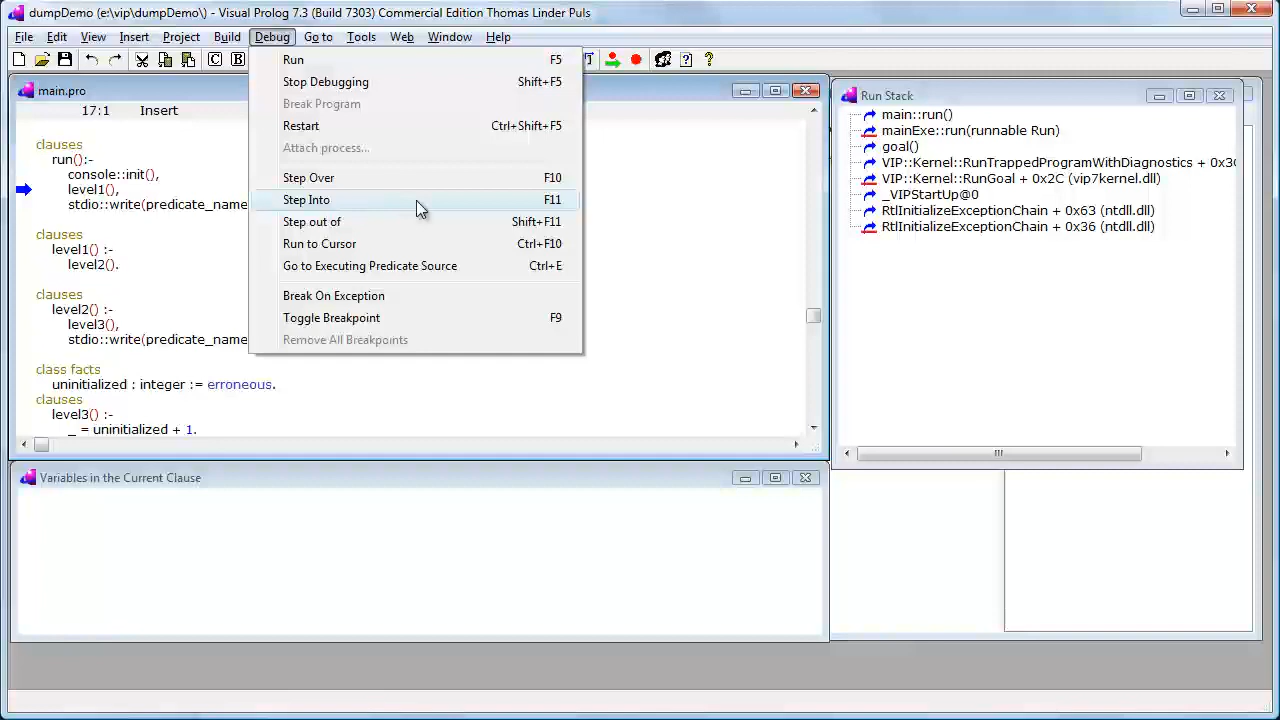 dumpDemo (e:\vip\dumpDemo\) - Visual Prolog 7.3 (Build 7303) Commercial Edition Thomas Linder Puls
File Edit View Insert Project Build Debug Go to Tools Web Window Help
C B
Run F5
Stop Debugging Shift+F5
Break Program
Restart Ctrl+Shift+F5
Attach process...
Step Over F10
Step Into F11
Step out of Shift+F11
Run to Cursor Ctrl+F10
Go to Executing Predicate Source Ctrl+E
Break On Exception
Toggle Breakpoint F9
Remove All Breakpoints
main.pro
17:1 Insert
clauses
run():-
console::init(),
level1(),
stdio::write(predicate_name
clauses
level1() :-
level2().
clauses
level2() :-
level3(),
stdio::write(predicate_name
class facts
uninitialized : integer := erroneous.
clauses
level3() :-
_ = uninitialized + 1.
Run Stack
main::run()
mainExe::run(runnable Run)
goal()
VIP::Kernel::RunTrappedProgramWithDiagnostics + 0x3
VIP::Kernel::RunGoal + 0x2C (vip7kernel.dll)
_VIPStartUp@0
RtlInitializeExceptionChain + 0x63 (ntdll.dll)
RtlInitializeExceptionChain + 0x36 (ntdll.dll)
Variables in the Current Clause